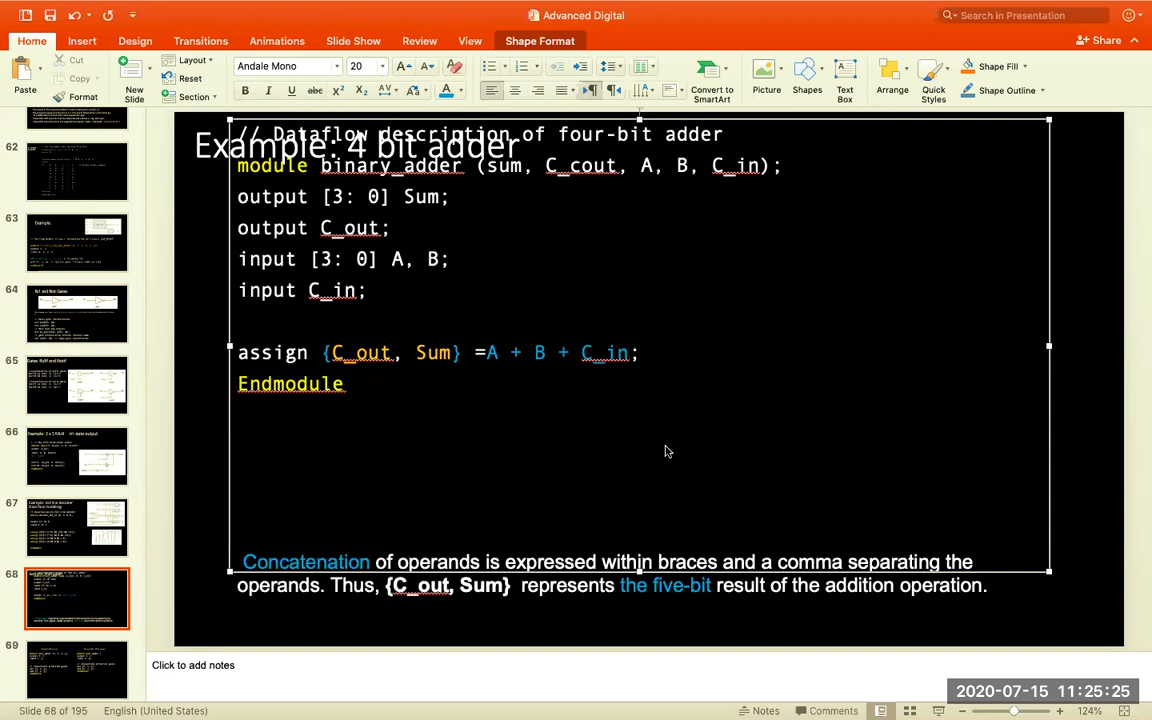 Advanced Digital
Search in Presentation
Home Insert Design Transitions Animations Slide Show Review View Shape Format
Share
Paste
Cut
Copy
Format
New
Slide
Layout
Reset
Section
Andale Mono 20
B I U abc X² X₂ AV Aa
A
Convert to
SmartArt
Picture
Shapes
Text
Box
Arrange
Quick
Styles
Shape Fill
Shape Outline
62
63
64
65
66
67
68
69
Example: 4 bit adder
// Dataflow description of four-bit adder
module binary_adder (sum, C_cout, A, B, C_in);
output [3: 0] Sum;
output C_out;
input [3: 0] A, B;
input C_in;
assign {C_out, Sum} =A + B + C_in;
Endmodule
Concatenation of operands is expressed within braces and a comma separating the
operands. Thus, {C_out, Sum} represents the five-bit result of the addition operation.
Click to add notes
2020-07-15 11:25:25
Slide 68 of 195 English (United States) Notes Comments 124%